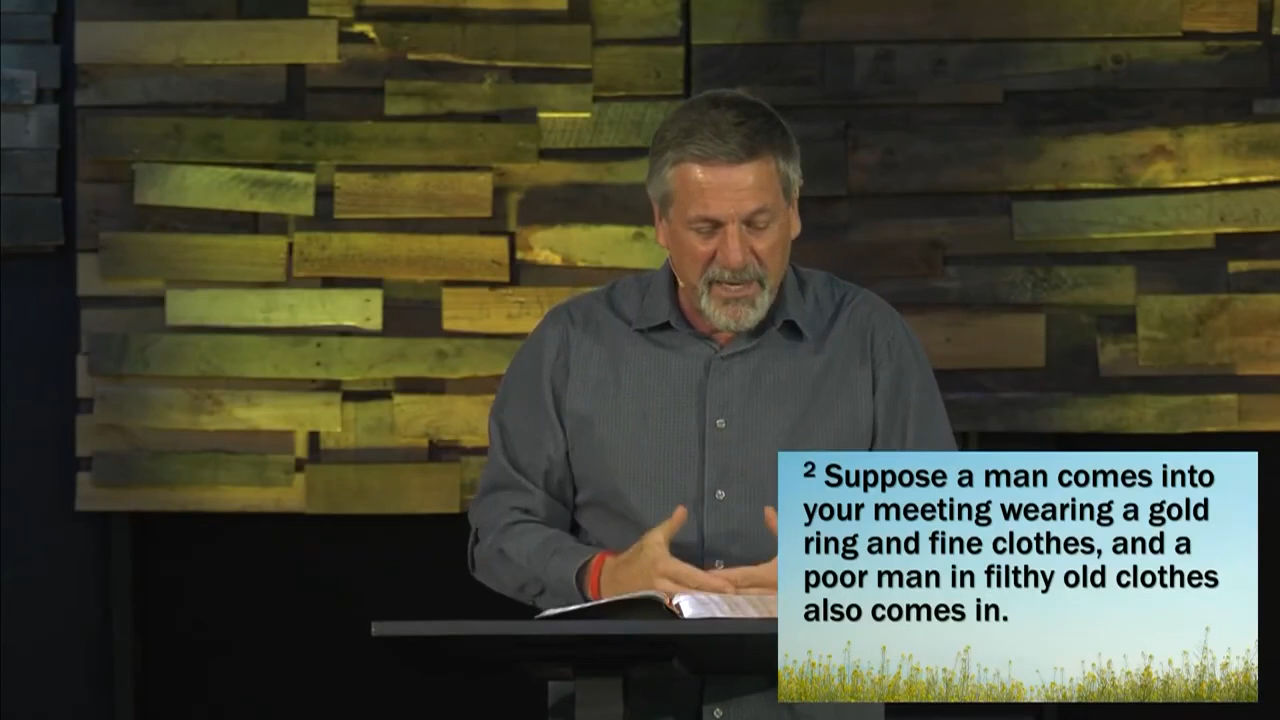 ² Suppose a man comes into
your meeting wearing a gold
ring and fine clothes, and a
poor man in filthy old clothes
also comes in.